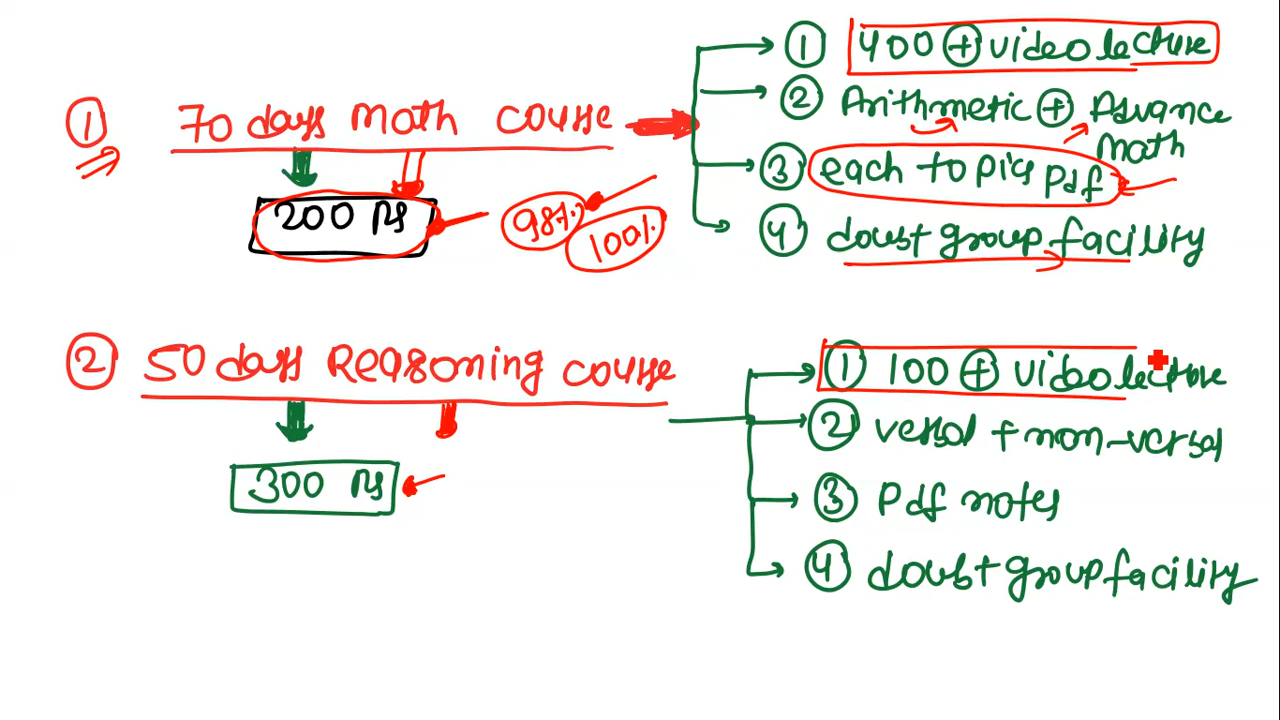 ① 70 days math course
200 Rs
98%
100%
① 400 + video lecture
② Arithmetic + Advance
math
③ each topics pdf
④ doubt group facility
② 50 days Reasoning course
300 Rs
① 100 + video lecture
② verbal + non-verbal
③ Pdf notes
④ doubt group facility